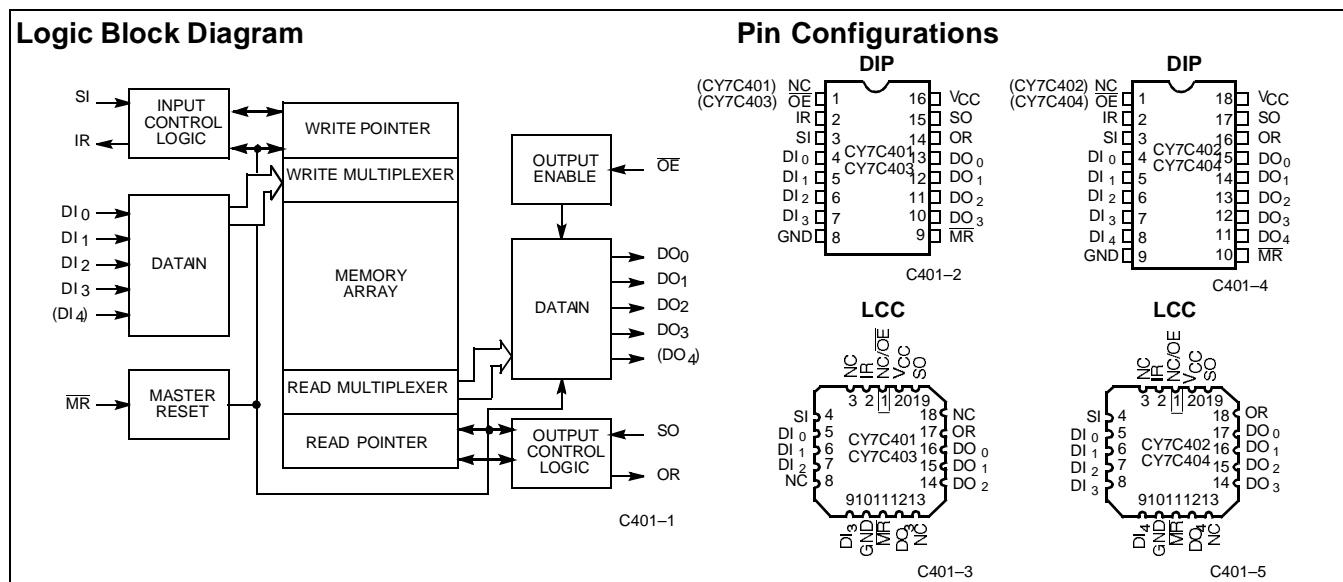 Logic Block Diagram
SI
IR
INPUT
CONTROL
LOGIC
WRITE POINTER
WRITE MULTIPLEXER
MEMORY
ARRAY
READ MULTIPLEXER
READ POINTER
DI0
DI1
DI2
DI3
(DI4)
DATAIN
MR
MASTER
RESET
OUTPUT
ENABLE
OE
DATAIN
DO0
DO1
DO2
DO3
(DO4)
OUTPUT
CONTROL
LOGIC
SO
OR
C401–1
Pin Configurations
DIP
(CY7C401) NC
(CY7C403) OE 1 16 VCC
IR 2 15 SO
SI 3 14 OR
DI0 4 CY7C401 13 DO0
DI1 5 CY7C403 12 DO1
DI2 6 11 DO2
DI3 7 10 DO3
GND 8 9 MR
C401–2
DIP
(CY7C402) NC
(CY7C404) OE 1 18 VCC
IR 2 17 SO
SI 3 16 OR
DI0 4 CY7C402 15 DO0
DI1 5 CY7C404 14 DO1
DI2 6 13 DO2
DI3 7 12 DO3
DI4 8 11 DO4
GND 9 10 MR
C401–4
LCC
NC IR NC/OE VCC SO
3 2 1 20 19
SI 4 18 NC
DI0 5 17 OR
DI1 6 16 DO0
DI2 7 15 DO1
NC 8 14 DO2
CY7C401
CY7C403
9 10 11 12 13
DI3 GND MR DO3 NC
C401–3
LCC
NC IR NC/OE VCC SO
3 2 1 20 19
SI 4 18 OR
DI0 5 17 DO0
DI1 6 16 DO1
DI2 7 15 DO2
DI3 8 14 DO3
CY7C402
CY7C404
9 10 11 12 13
DI4 GND MR DO4 NC
C401–5